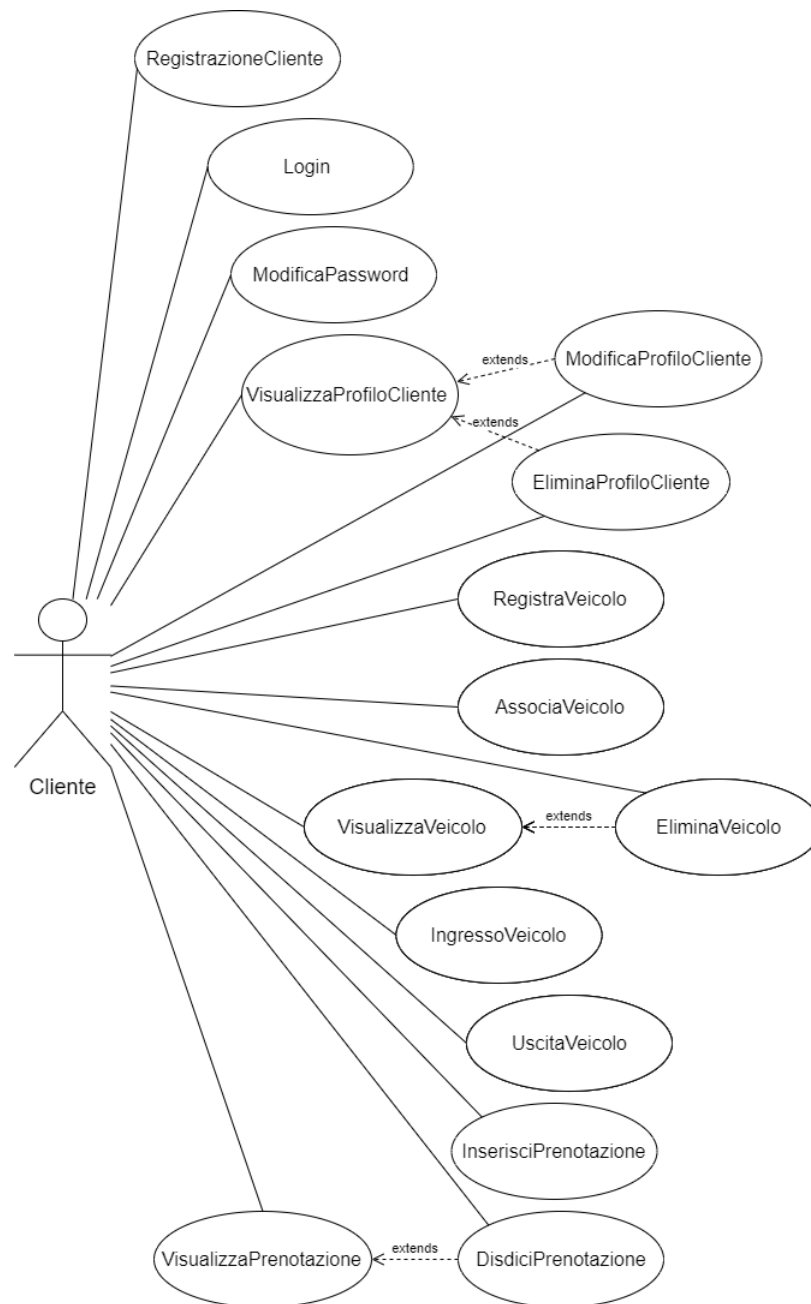 RegistrazioneCliente
Login
ModificaPassword
ModificaProfiloCliente
extends
VisualizzaProfiloCliente
extends
EliminaProfiloCliente
RegistraVeicolo
AssociaVeicolo
Cliente
extends
VisualizzaVeicolo
EliminaVeicolo
IngressoVeicolo
UscitaVeicolo
InserisciPrenotazione
extends
VisualizzaPrenotazione
DisdiciPrenotazione